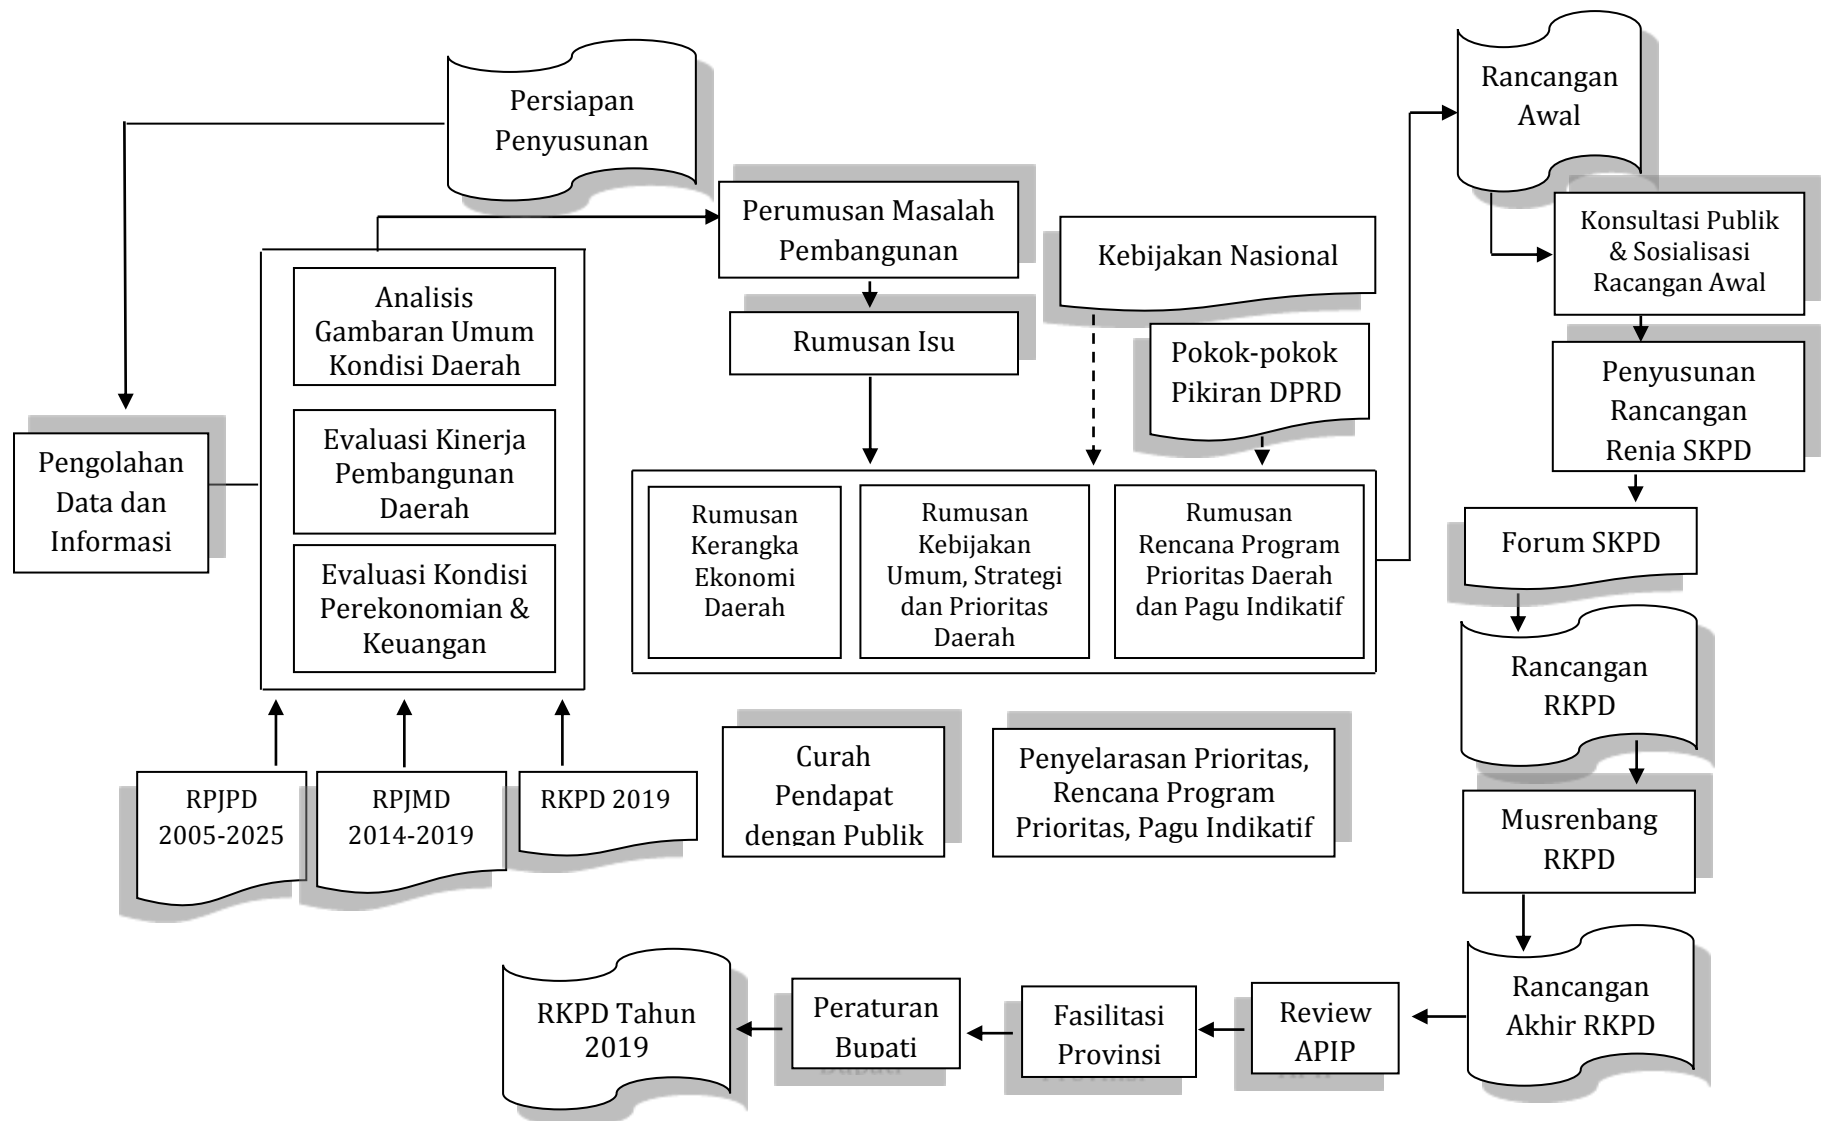 Persiapan
Penyusunan
Rancangan
Awal
Perumusan Masalah
Pembangunan
Kebijakan Nasional
Konsultasi Publik
& Sosialisasi
Racangan Awal
Analisis
Gambaran Umum
Kondisi Daerah
Rumusan Isu
Pokok-pokok
Pikiran DPRD
Penyusunan
Rancangan
Renja SKPD
Pengolahan
Data dan
Informasi
Evaluasi Kinerja
Pembangunan
Daerah
Evaluasi Kondisi
Perekonomian &
Keuangan
Rumusan
Kerangka
Ekonomi
Daerah
Rumusan
Kebijakan
Umum, Strategi
dan Prioritas
Daerah
Rumusan
Rencana Program
Prioritas Daerah
dan Pagu Indikatif
Forum SKPD
Rancangan
RKPD
RPJPD
2005-2025
RPJMD
2014-2019
RKPD 2019
Curah
Pendapat
dengan Publik
Penyelarasan Prioritas,
Rencana Program
Prioritas, Pagu Indikatif
Musrenbang
RKPD
RKPD Tahun
2019
Peraturan
Bupati
Fasilitasi
Provinsi
Review
APIP
Rancangan
Akhir RKPD